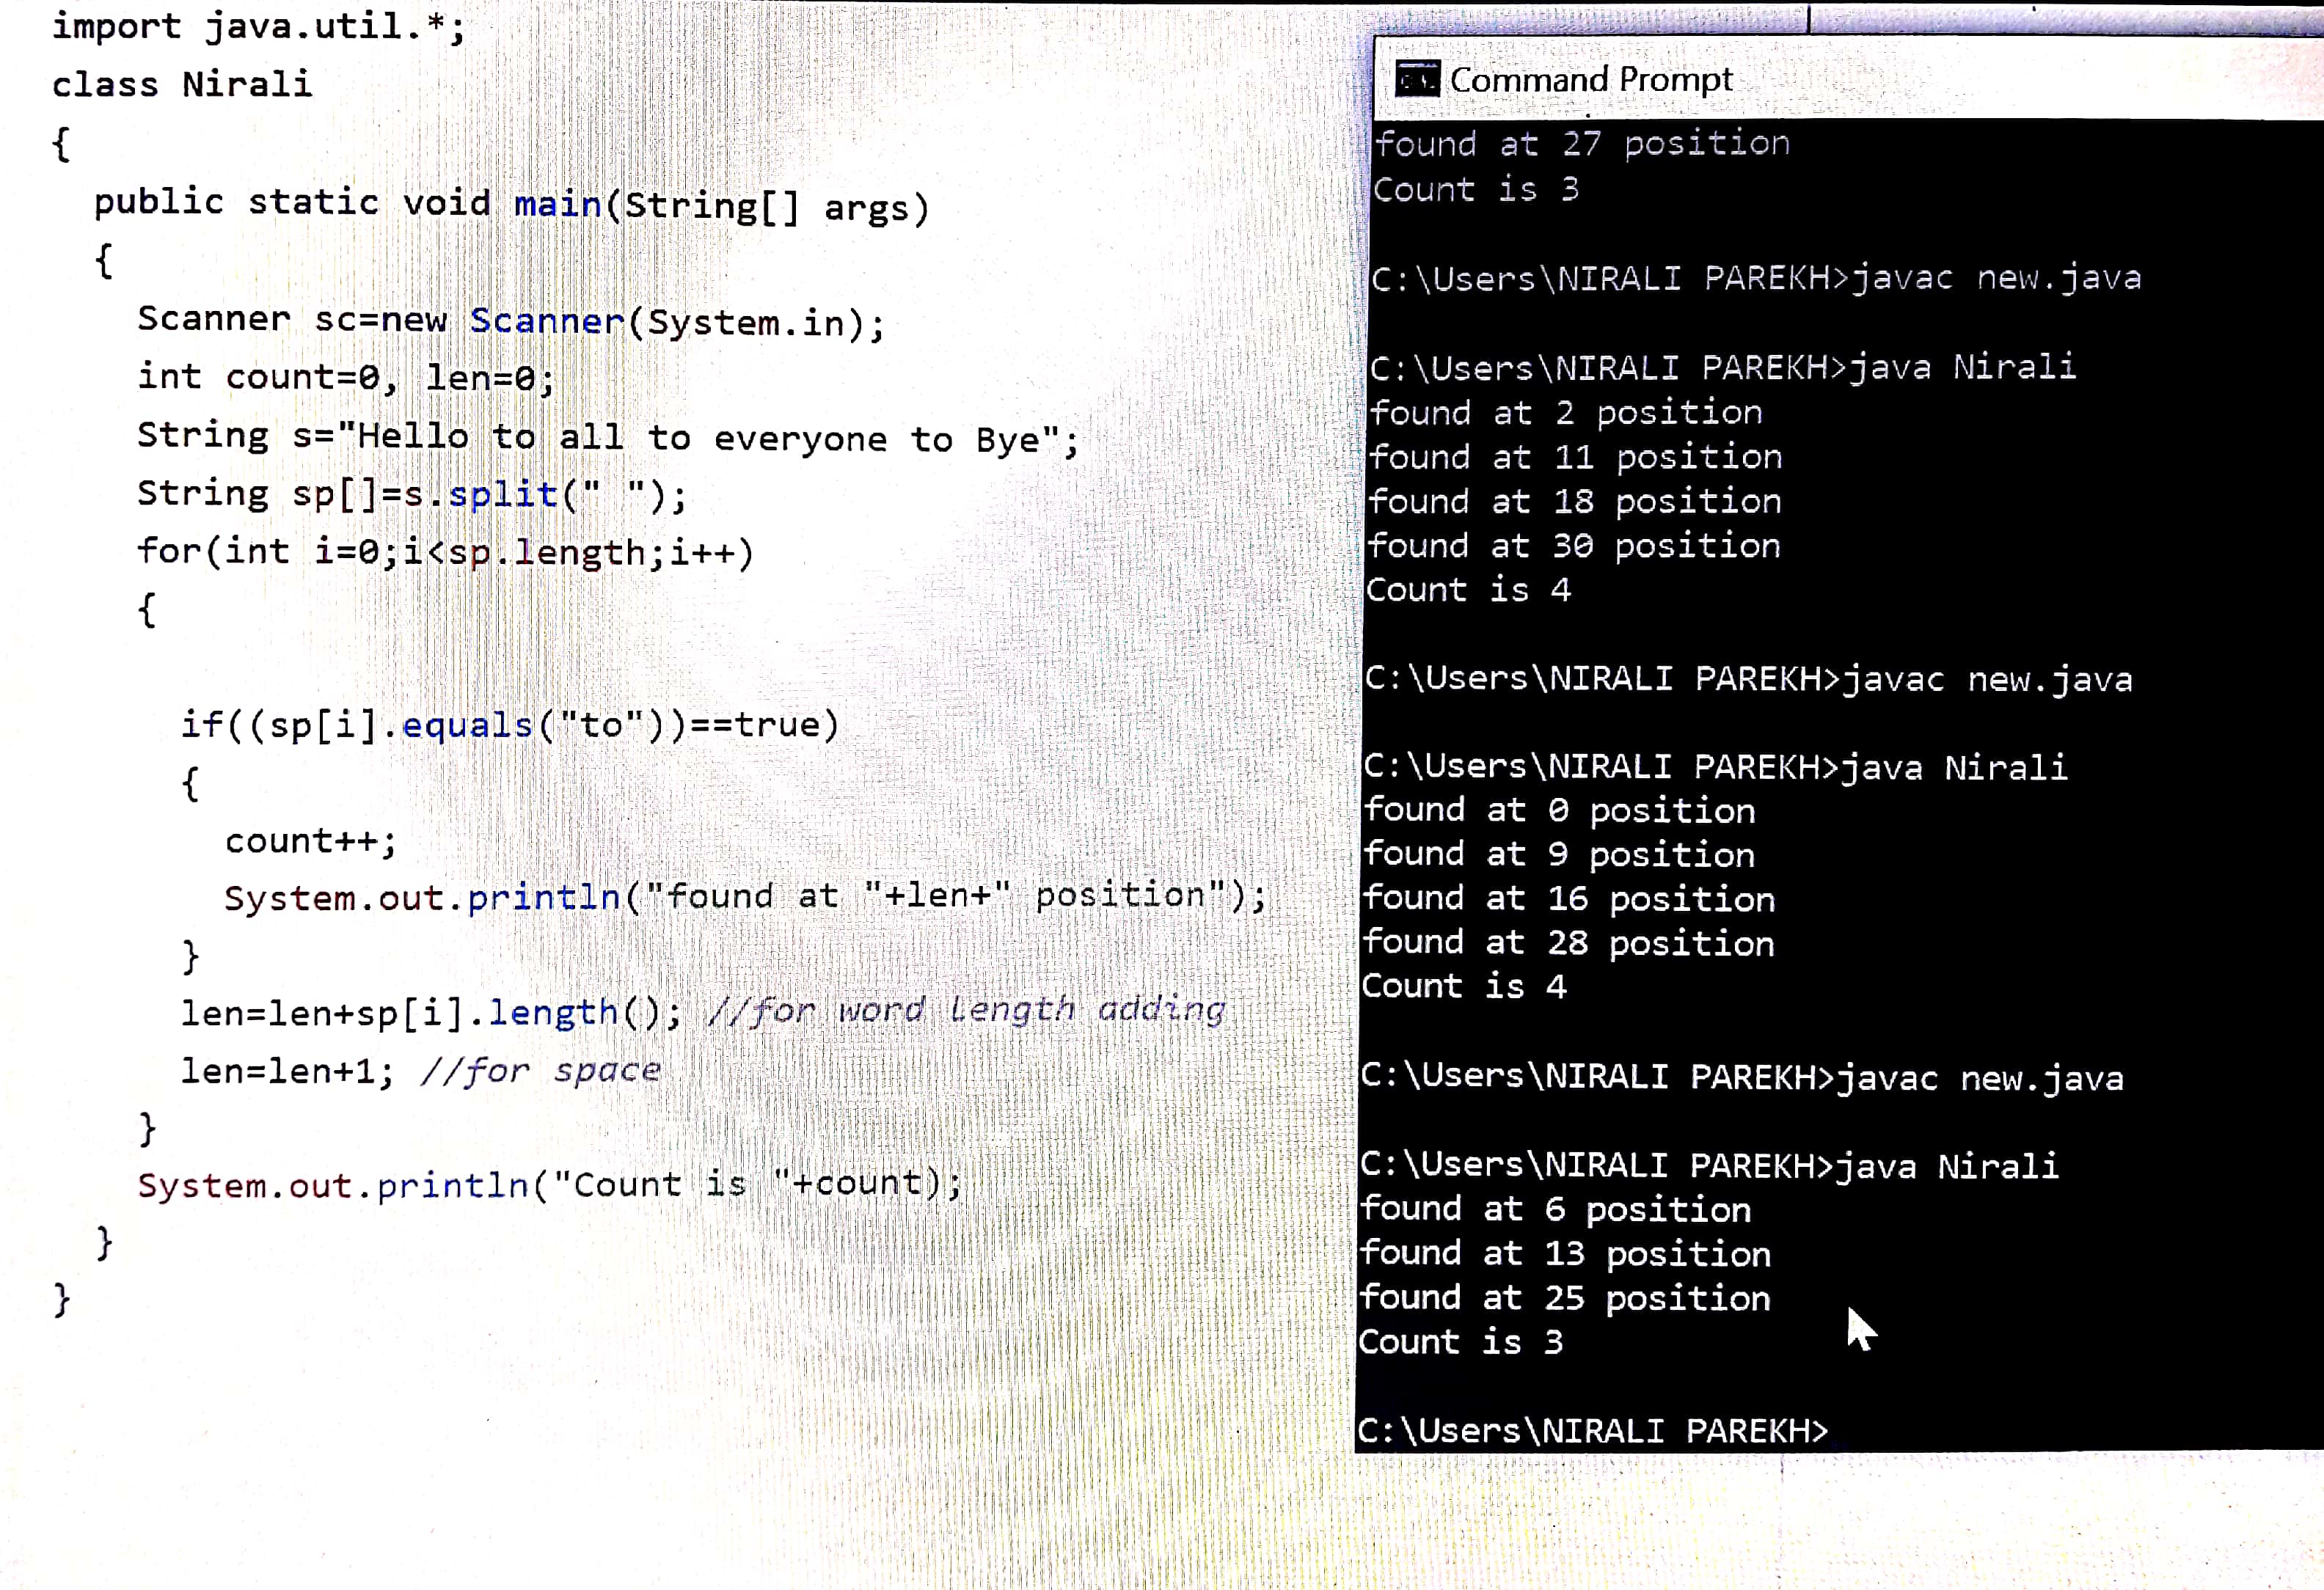 import java.util.*;
class Nirali
{
public static void main(String[] args)
{
Scanner sc=new Scanner(System.in);
int count=0, len=0;
String s="Hello to all to everyone to Bye";
String sp[]=s.split(" ");
for(int i=0;i<sp.length;i++)
{
if((sp[i].equals("to"))==true)
{
count++;
System.out.println("found at "+len+" position");
}
len=len+sp[i].length(); //for word length adding
len=len+1; //for space
}
System.out.println("Count is "+count);
}
}
Command Prompt
found at 27 position
Count is 3
C:\Users\NIRALI PAREKH>javac new.java
C:\Users\NIRALI PAREKH>java Nirali
found at 2 position
found at 11 position
found at 18 position
found at 30 position
Count is 4
C:\Users\NIRALI PAREKH>javac new.java
C:\Users\NIRALI PAREKH>java Nirali
found at 0 position
found at 9 position
found at 16 position
found at 28 position
Count is 4
C:\Users\NIRALI PAREKH>javac new.java
C:\Users\NIRALI PAREKH>java Nirali
found at 6 position
found at 13 position
found at 25 position
Count is 3
C:\Users\NIRALI PAREKH>